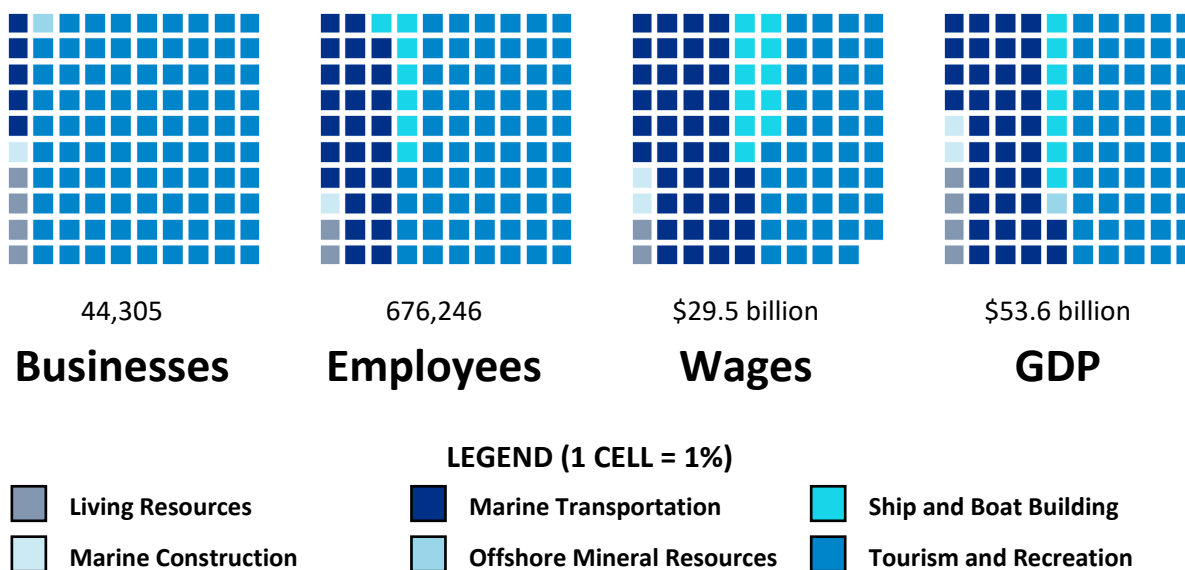 44,305 676,246 $29.5 billion $53.6 billion
Businesses Employees Wages GDP
LEGEND (1 CELL = 1%)
Living Resources Marine Transportation Ship and Boat Building
Marine Construction Offshore Mineral Resources Tourism and Recreation